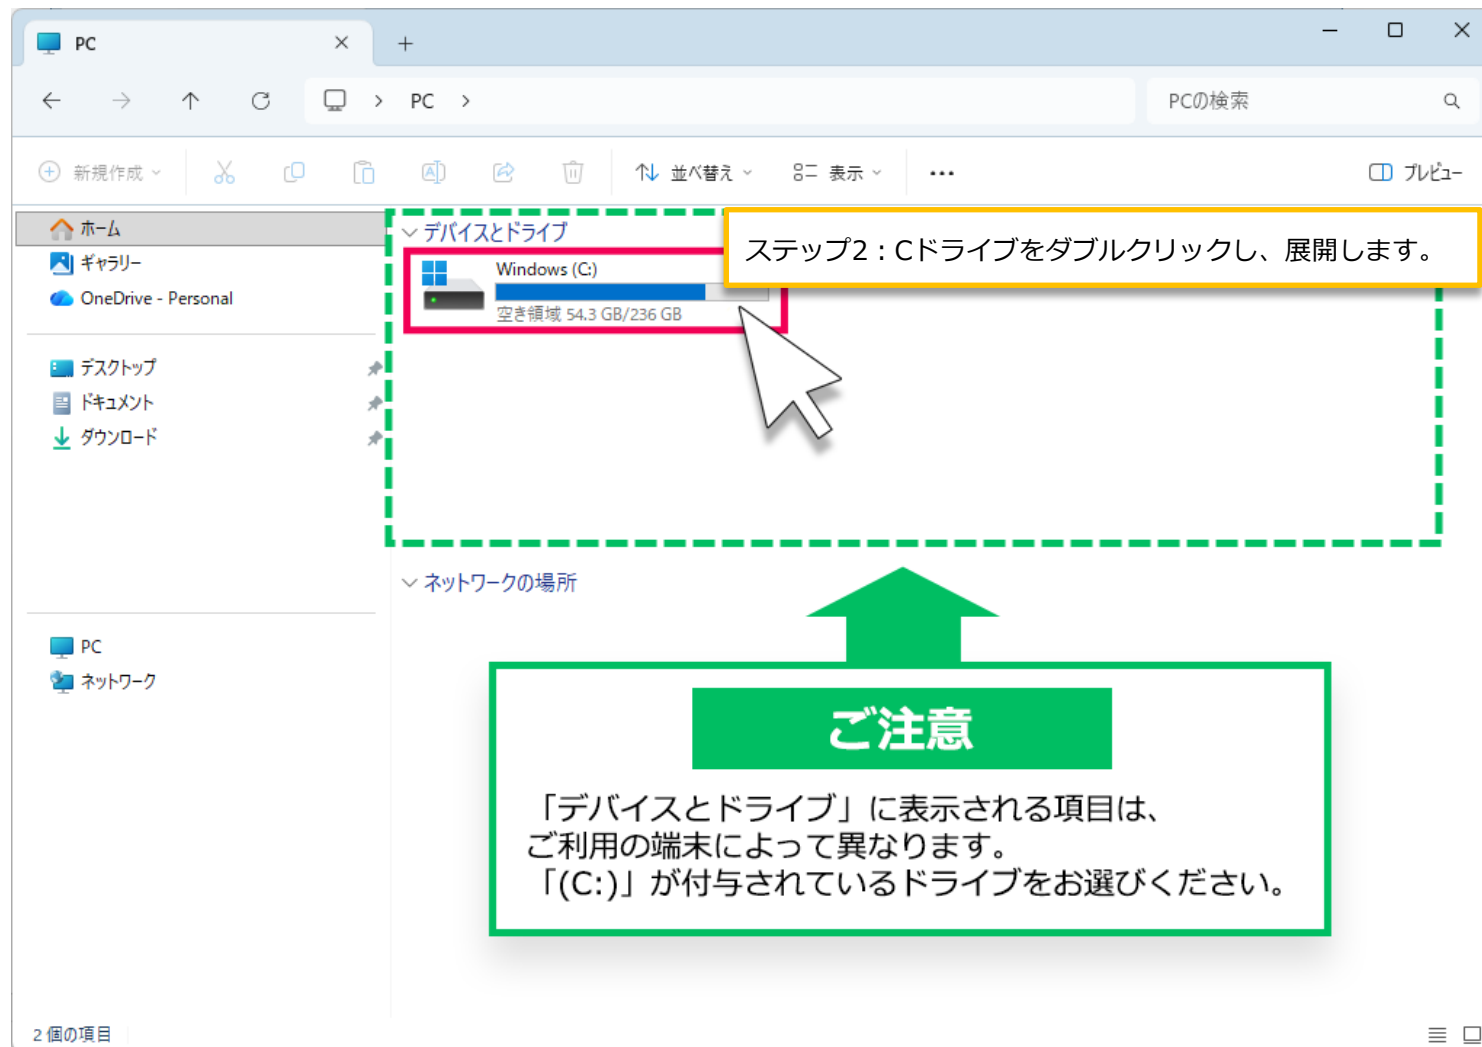 PC
PC
PCの検索
新規作成
並べ替え
表示
プレビュー
ホーム
ギャラリー
OneDrive - Personal
デスクトップ
ドキュメント
ダウンロード
PC
ネットワーク
デバイスとドライブ
Windows (C:)
空き領域 54.3 GB/236 GB
ステップ2：Cドライブをダブルクリックし、展開します。
ネットワークの場所
ご注意
「デバイスとドライブ」に表示される項目は、
ご利用の端末によって異なります。
「(C:)」が付与されているドライブをお選びください。
2 個の項目